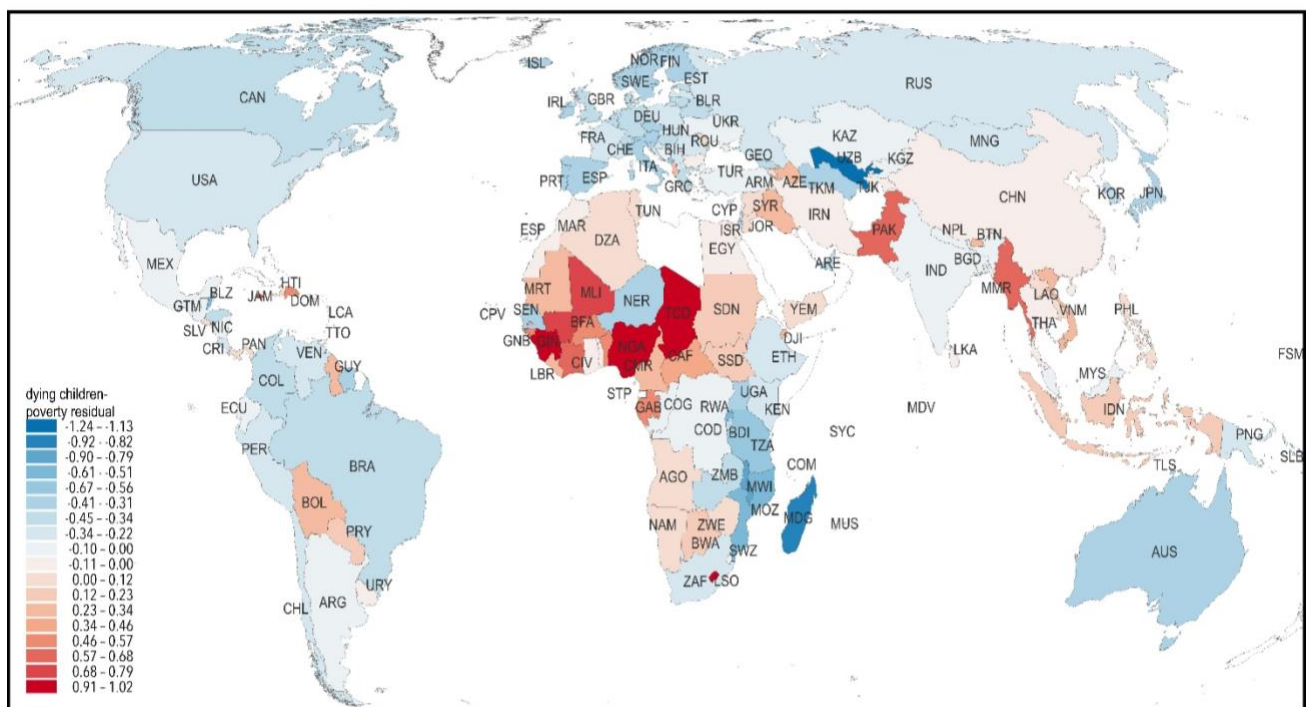 ISL
NOR FIN
SWE
EST
RUS
CAN
IRL
GBR
BLR
DEU
UKR
KAZ
FRA
HUN
ROU
MNG
CHE
BIH
UZB
KGZ
USA
ITA
GEO
TUR
ARM
AZE
TKM
TJK
KOR
JPN
PRT
ESP
GRC
CHN
TUN
CYP
SYR
IRN
ESP
MAR
ISR
JOR
PAK
NPL
BTN
DZA
EGY
MEX
BGD
ARE
IND
HTI
BLZ
JAM
DOM
MRT
MLI
NER
MMR
LAO
GTM
LCA
CPV
SEN
TCD
SDN
YEM
VNM
PHL
SLV
NIC
TTO
BFA
THA
CRI
PAN
VEN
GNB
GIN
NGA
DJI
LKA
FSM
GUY
CIV
CMR
CAF
SSD
ETH
COL
LBR
MYS
STP
UGA
ECU
GAB
COG
RWA
KEN
MDV
IDN
PER
COD
BDI
TZA
SYC
PNG
SLB
BRA
COM
TLS
AGO
ZMB
MWI
BOL
MOZ
MDG
MUS
PRY
NAM
ZWE
BWA
SWZ
AUS
URY
ZAF
LSO
CHL
ARG
dying children-
poverty residual
-1.24 – -1.13
-0.92 – -0.82
-0.90 – -0.79
-0.61 – -0.51
-0.67 – -0.56
-0.41 – -0.31
-0.45 – -0.34
-0.34 – -0.22
-0.10 – -0.00
-0.11 – -0.00
0.00 – -0.12
0.12 – -0.23
0.23 – -0.34
0.34 – -0.46
0.46 – -0.57
0.57 – -0.68
0.68 – -0.79
0.91 – -1.02